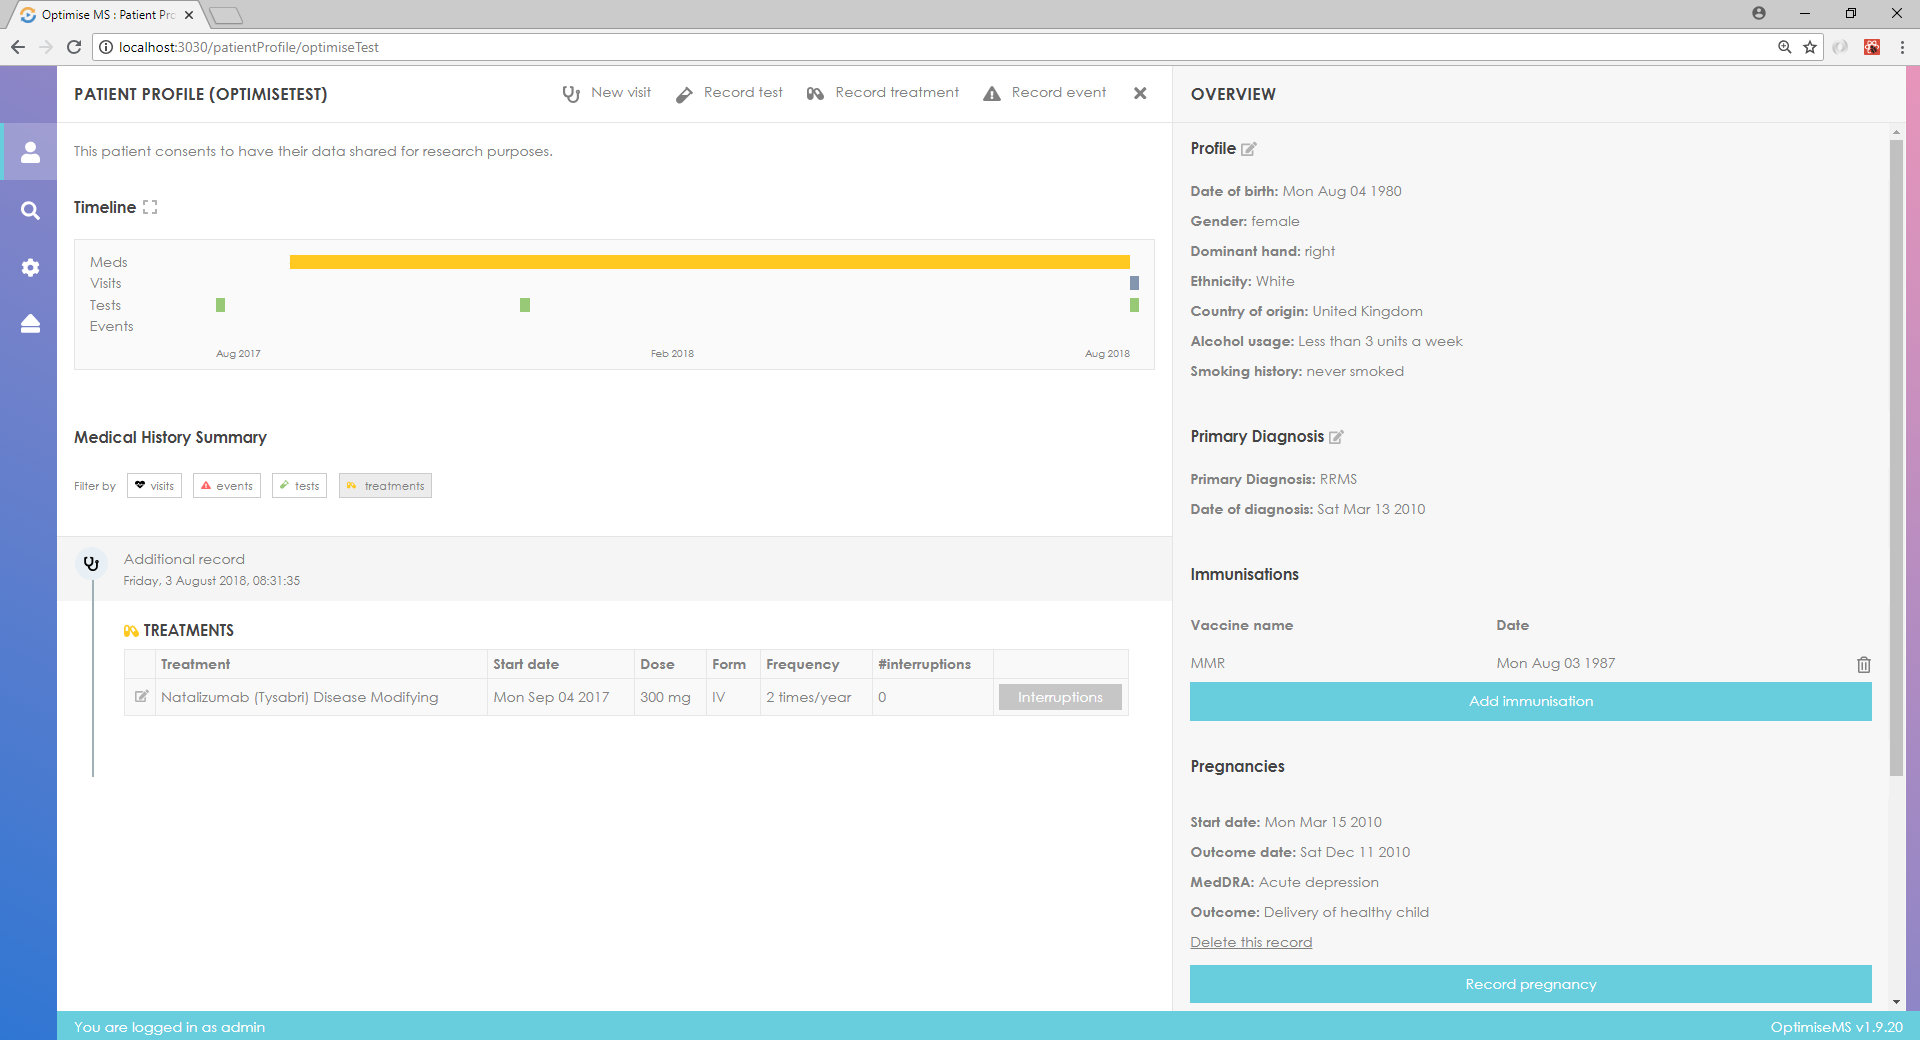 Optimise MS : Patient Pro
localhost:3030/patientProfile/optimiseTest
PATIENT PROFILE (OPTIMISETEST)
New visit
Record test
Record treatment
Record event
This patient consents to have their data shared for research purposes.
Timeline
Meds
Visits
Tests
Events
Aug 2017
Feb 2018
Aug 2018
Medical History Summary
Filter by
visits
events
tests
treatments
Additional record
Friday, 3 August 2018, 08:31:35
TREATMENTS
Treatment Start date Dose Form Frequency #interruptions
Natalizumab (Tysabri) Disease Modifying Mon Sep 04 2017 300 mg IV 2 times/year 0 Interruptions
OVERVIEW
Profile
Date of birth: Mon Aug 04 1980
Gender: female
Dominant hand: right
Ethnicity: White
Country of origin: United Kingdom
Alcohol usage: Less than 3 units a week
Smoking history: never smoked
Primary Diagnosis
Primary Diagnosis: RRMS
Date of diagnosis: Sat Mar 13 2010
Immunisations
Vaccine name Date
MMR Mon Aug 03 1987
Add immunisation
Pregnancies
Start date: Mon Mar 15 2010
Outcome date: Sat Dec 11 2010
MedDRA: Acute depression
Outcome: Delivery of healthy child
Delete this record
Record pregnancy
You are logged in as admin
OptimiseMS v1.9.20